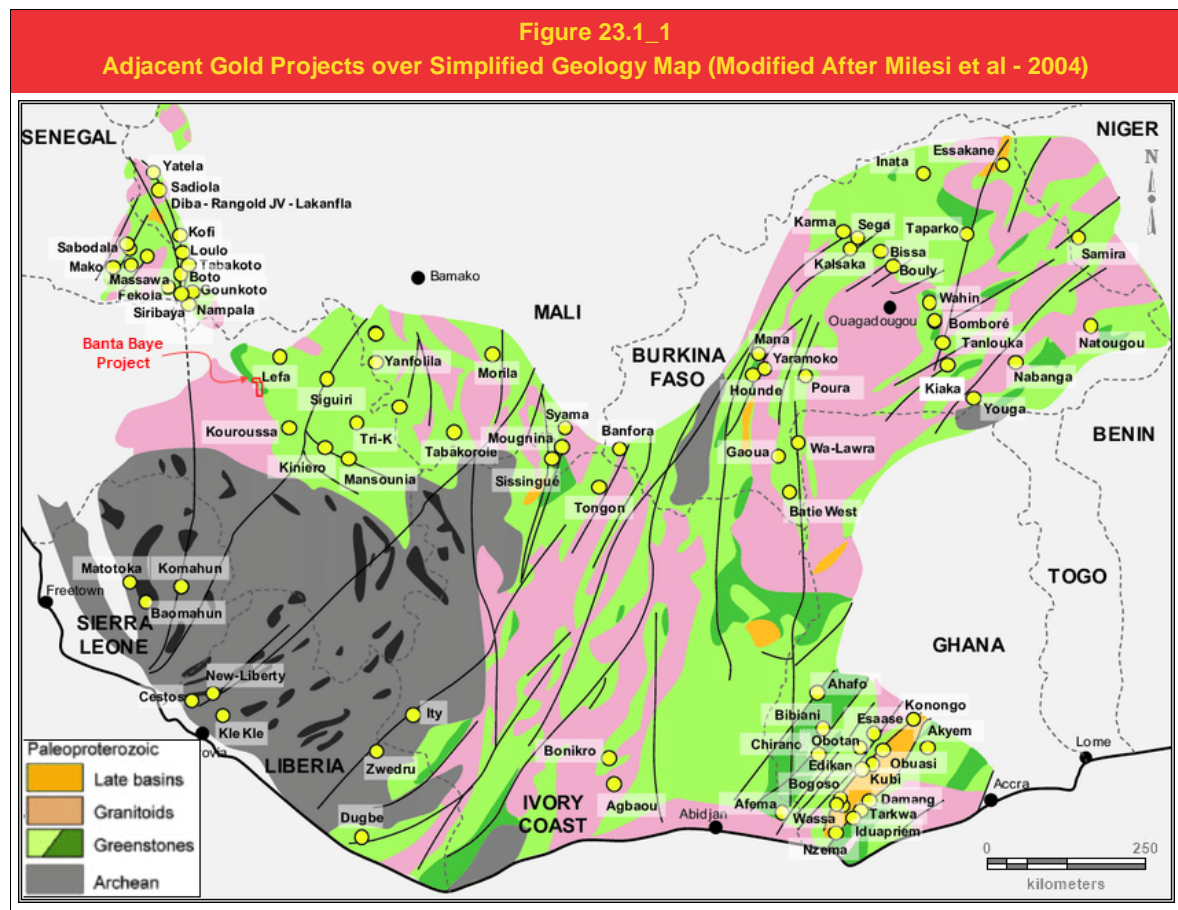 Figure 23.1_1
Adjacent Gold Projects over Simplified Geology Map (Modified After Milesi et al - 2004)
SENEGAL
NIGER
N
Yatela
Sadiola
Diba - Rangold JV - Lakanfla
Kofi
Sabodala
Loulo
Mako
Tabakoto
Massawa
Boto
Fekola
Gounkoto
Siribaya
Nampala
Bamako
MALI
Banta Baye
Project
Lefa
Yanfolila
Morila
Siguiri
Kouroussa
Tri-K
Kiniero
Mansounia
Tabakoroie
Syama
Mougnina
Sissingué
Banfora
Tongon
Inata
Essakane
Karma
Sega
Taparko
Kalsaka
Bissa
Bouly
Samira
Ouagadougou
Wahin
Bomboré
Tanlouka
Natougou
BURKINA
FASO
Mana
Yaramoko
Hounde
Poura
Kiaka
Nabanga
Youga
BENIN
Gaoua
Wa-Lawra
Batie West
TOGO
Matotoka
Komahun
Freetown
Baomahun
SIERRA
LEONE
GHANA
New-Liberty
Cestos
Kle Kle
ovia
Ity
LIBERIA
Zwedru
Dugbe
Bonikro
Agbaou
IVORY
COAST
Abidjan
Ahafo
Bibiani
Esaase
Konongo
Chirano
Obotan
Akyem
Edikan
Obuasi
Kubi
Bogoso
Afema
Damang
Wassa
Tarkwa
Iduapriem
Nzema
Lome
Accra
Paleoproterozoic
Late basins
Granitoids
Greenstones
Archean
0 250
kilometers